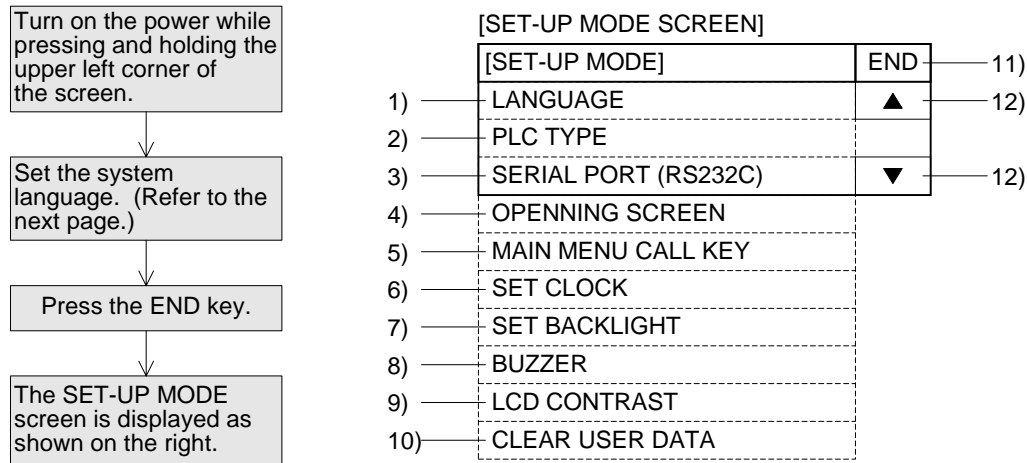 Turn on the power while
pressing and holding the
upper left corner of
the screen.
Set the system
language. (Refer to the
next page.)
Press the END key.
The SET-UP MODE
screen is displayed as
shown on the right.
[SET-UP MODE SCREEN]
[SET-UP MODE] END 11)
1) LANGUAGE ▲ 12)
2) PLC TYPE
3) SERIAL PORT (RS232C) ▼ 12)
4) OPENNING SCREEN
5) MAIN MENU CALL KEY
6) SET CLOCK
7) SET BACKLIGHT
8) BUZZER
9) LCD CONTRAST
10) CLEAR USER DATA